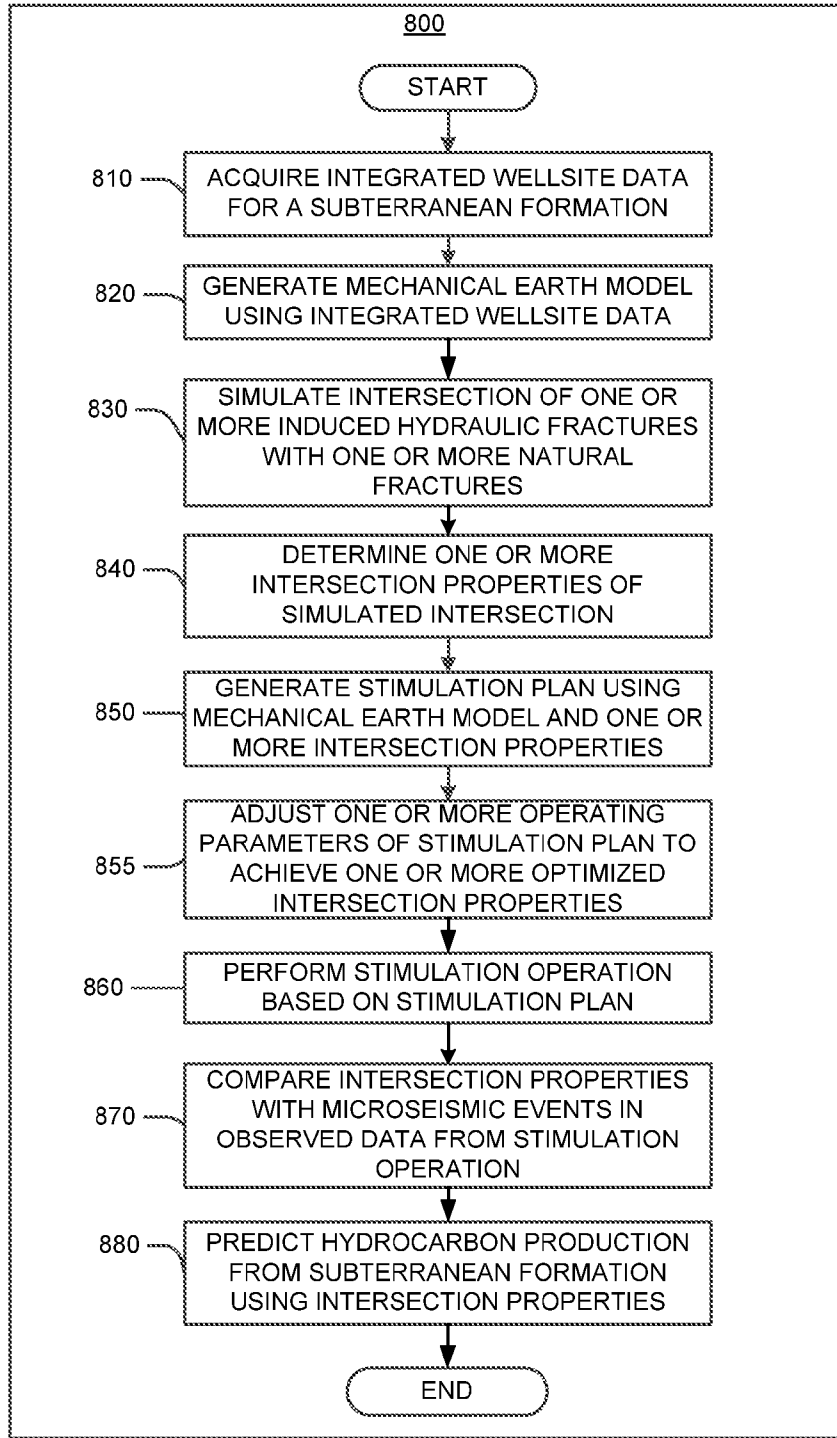 800
START
810
ACQUIRE INTEGRATED WELLSITE DATA
FOR A SUBTERRANEAN FORMATION
820
GENERATE MECHANICAL EARTH MODEL
USING INTEGRATED WELLSITE DATA
830
SIMULATE INTERSECTION OF ONE OR
MORE INDUCED HYDRAULIC FRACTURES
WITH ONE OR MORE NATURAL
FRACTURES
840
DETERMINE ONE OR MORE
INTERSECTION PROPERTIES OF
SIMULATED INTERSECTION
850
GENERATE STIMULATION PLAN USING
MECHANICAL EARTH MODEL AND ONE OR
MORE INTERSECTION PROPERTIES
855
ADJUST ONE OR MORE OPERATING
PARAMETERS OF STIMULATION PLAN TO
ACHIEVE ONE OR MORE OPTIMIZED
INTERSECTION PROPERTIES
860
PERFORM STIMULATION OPERATION
BASED ON STIMULATION PLAN
870
COMPARE INTERSECTION PROPERTIES
WITH MICROSEISMIC EVENTS IN
OBSERVED DATA FROM STIMULATION
OPERATION
880
PREDICT HYDROCARBON PRODUCTION
FROM SUBTERRANEAN FORMATION
USING INTERSECTION PROPERTIES
END